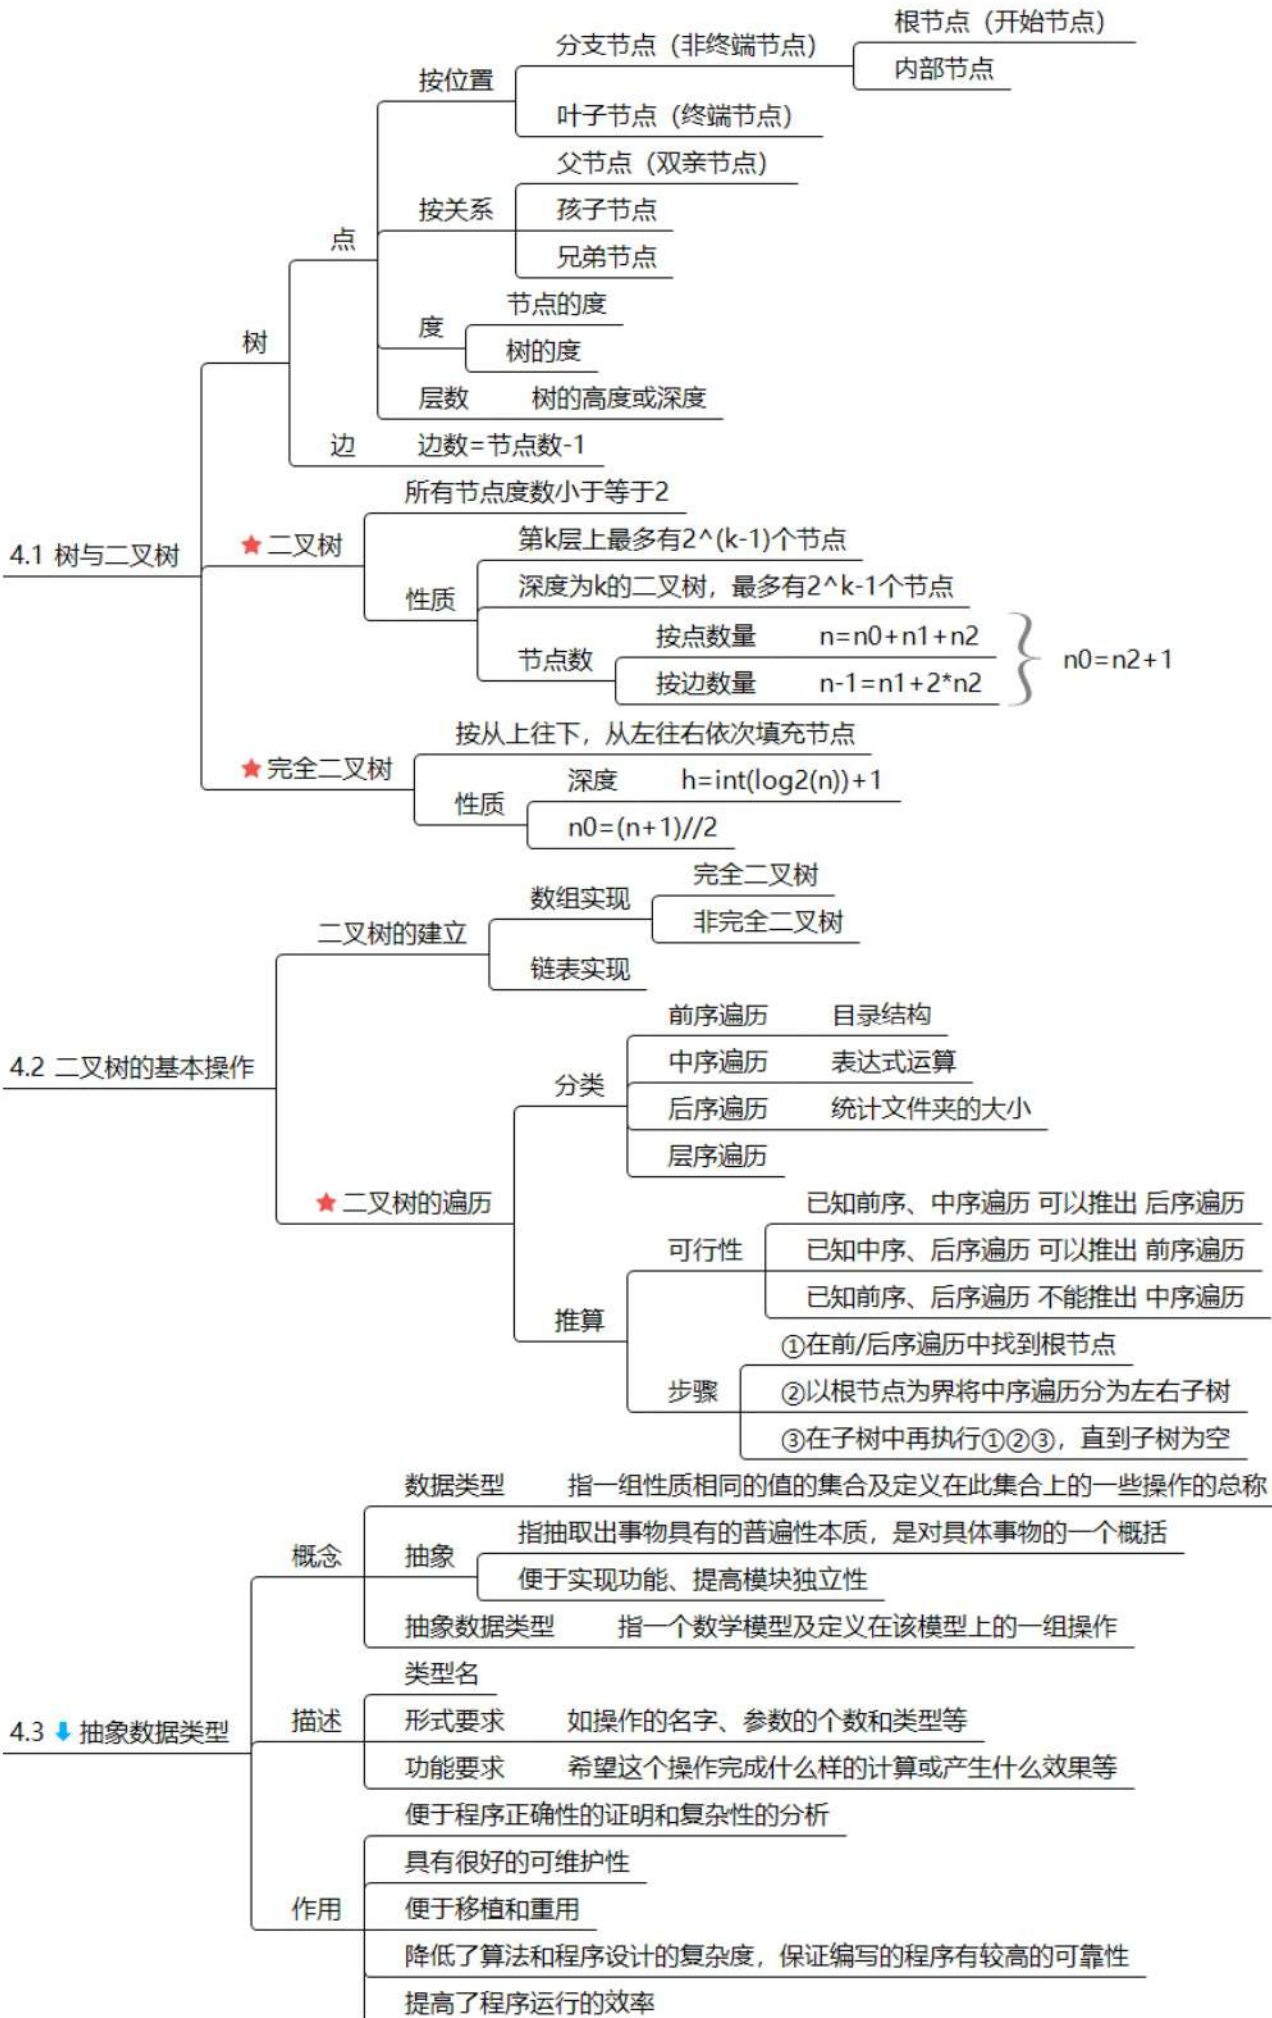 根节点（开始节点）
分支节点（非终端节点）
内部节点
按位置
叶子节点（终端节点）
父节点（双亲节点）
按关系
孩子节点
点
兄弟节点
节点的度
度
树
树的度
层数 树的高度或深度
边 边数=节点数-1
所有节点度数小于等于2
第k层上最多有2^(k-1)个节点
4.1 树与二叉树
二叉树
深度为k的二叉树，最多有2^k-1个节点
性质
按点数量 n=n0+n1+n2
节点数
n0=n2+1
按边数量 n-1=n1+2*n2
按从上往下，从左往右依次填充节点
完全二叉树
深度 h=int(log2(n))+1
性质
n0=(n+1)//2
完全二叉树
数组实现
非完全二叉树
二叉树的建立
链表实现
前序遍历 目录结构
4.2 二叉树的基本操作
中序遍历 表达式运算
分类
后序遍历 统计文件夹的大小
层序遍历
二叉树的遍历
已知前序、中序遍历 可以推出 后序遍历
可行性
已知中序、后序遍历 可以推出 前序遍历
已知前序、后序遍历 不能推出 中序遍历
推算
①在前/后序遍历中找到根节点
步骤
②以根节点为界将中序遍历分为左右子树
③在子树中再执行①②③，直到子树为空
数据类型 指一组性质相同的值的集合及定义在此集合上的一些操作的总称
指抽取出事物具有的普遍性本质，是对具体事物的一个概括
概念
抽象
便于实现功能、提高模块独立性
抽象数据类型 指一个数学模型及定义在该模型上的一组操作
类型名
4.3 抽象数据类型
描述
形式要求 如操作的名字、参数的个数和类型等
功能要求 希望这个操作完成什么样的计算或产生什么效果等
便于程序正确性的证明和复杂性的分析
具有很好的可维护性
作用
便于移植和重用
降低了算法和程序设计的复杂度，保证编写的程序有较高的可靠性
提高了程序运行的效率